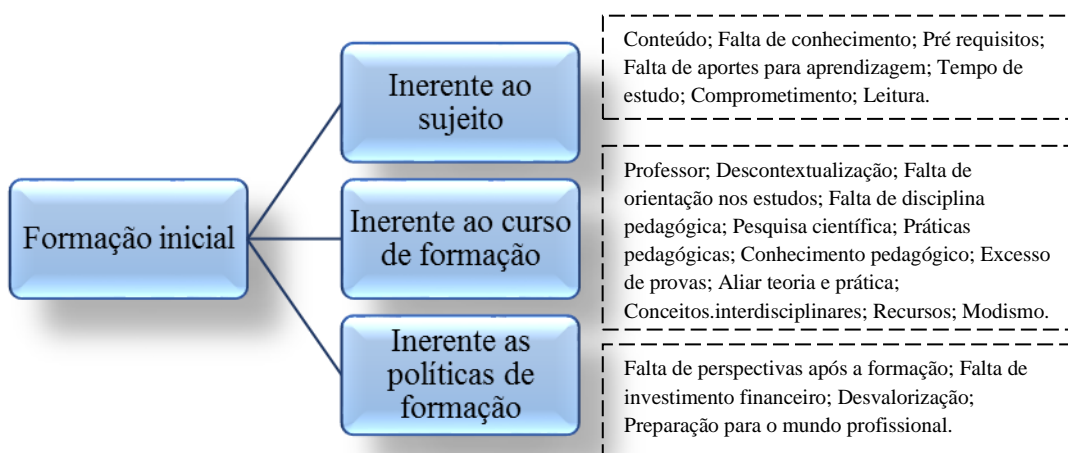 Formação inicial
Inerente ao
sujeito
Conteúdo; Falta de conhecimento; Pré requisitos;
Falta de aportes para aprendizagem; Tempo de
estudo; Comprometimento; Leitura.
Inerente ao curso
de formação
Professor; Descontextualização; Falta de
orientação nos estudos; Falta de disciplina
pedagógica; Pesquisa científica; Práticas
pedagógicas; Conhecimento pedagógico; Excesso
de provas; Aliar teoria e prática;
Conceitos.interdisciplinares; Recursos; Modismo.
Inerente as
políticas de
formação
Falta de perspectivas após a formação; Falta de
investimento financeiro; Desvalorização;
Preparação para o mundo profissional.